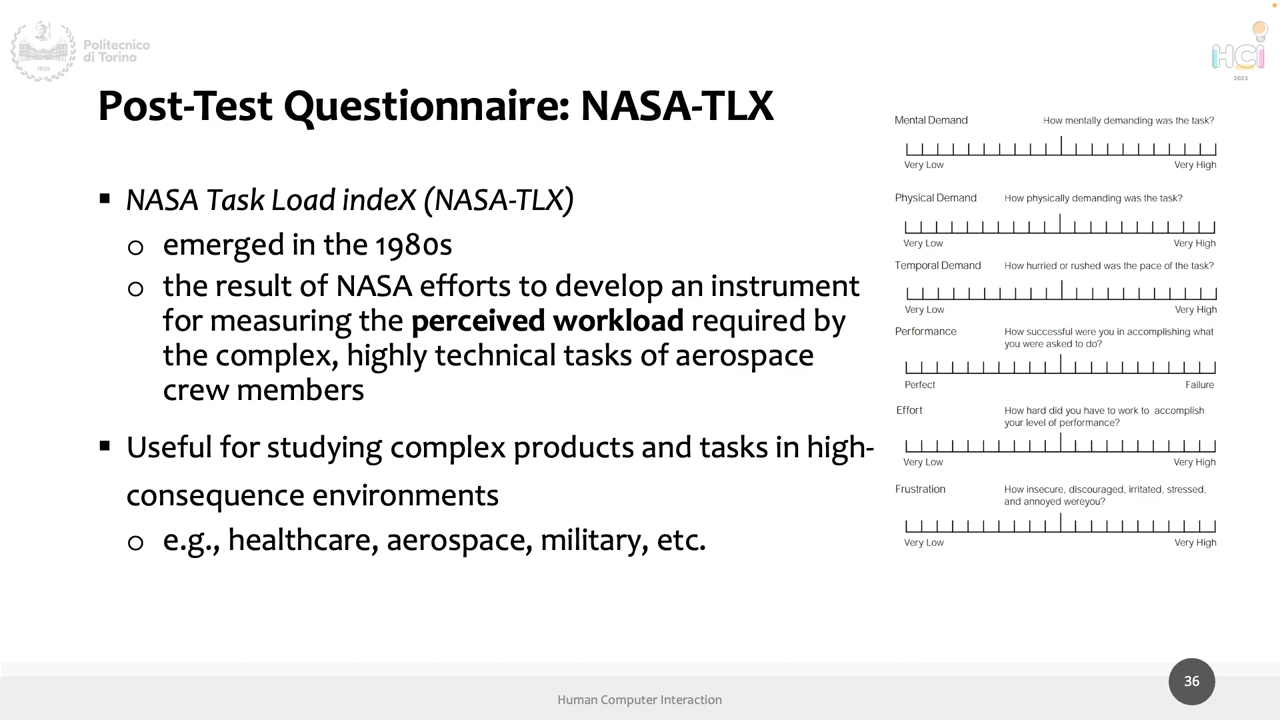 Politecnico
di Torino
1859
HCI
2023
Post-Test Questionnaire: NASA-TLX
▪ NASA Task Load indeX (NASA-TLX)
o emerged in the 1980s
o the result of NASA efforts to develop an instrument
for measuring the perceived workload required by
the complex, highly technical tasks of aerospace
crew members
▪ Useful for studying complex products and tasks in high-
consequence environments
o e.g., healthcare, aerospace, military, etc.
Mental Demand How mentally demanding was the task?
Very Low Very High
Physical Demand How physically demanding was the task?
Very Low Very High
Temporal Demand How hurried or rushed was the pace of the task?
Very Low Very High
Performance How successful were you in accomplishing what
you were asked to do?
Perfect Failure
Effort How hard did you have to work to accomplish
your level of performance?
Very Low Very High
Frustration How insecure, discouraged, irritated, stressed,
and annoyed wereyou?
Very Low Very High
Human Computer Interaction
36